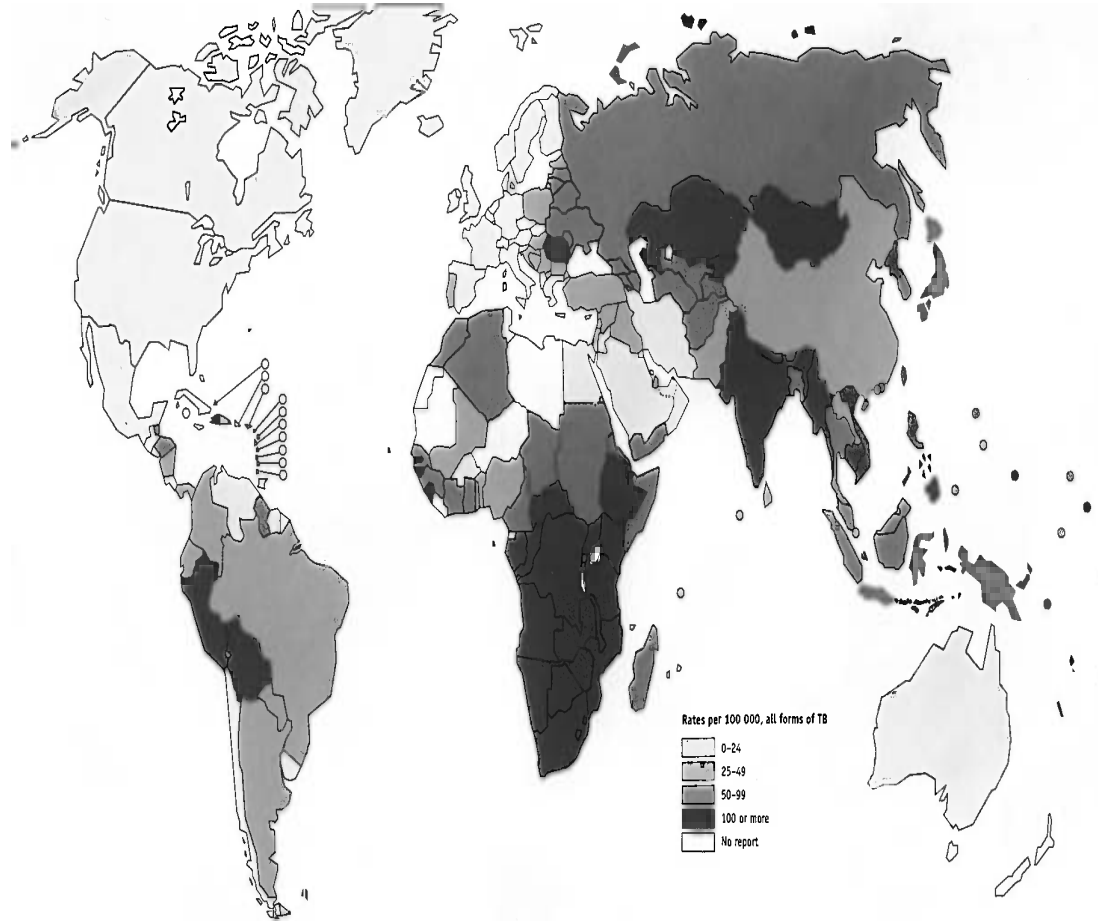 Rates per 100 000, all forms of TB
0–24
25–49
50–99
100 or more
No report